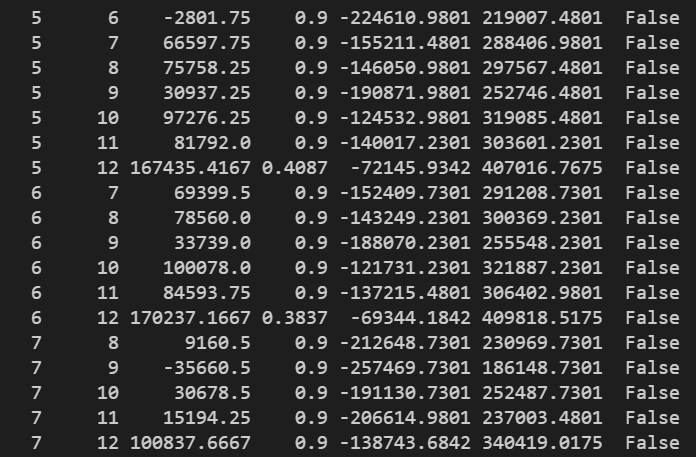 5 6 -2801.75 0.9 -224610.9801 219007.4801 False
5 7 66597.75 0.9 -155211.4801 288406.9801 False
5 8 75758.25 0.9 -146050.9801 297567.4801 False
5 9 30937.25 0.9 -190871.9801 252746.4801 False
5 10 97276.25 0.9 -124532.9801 319085.4801 False
5 11 81792.0 0.9 -140017.2301 303601.2301 False
5 12 167435.4167 0.4087 -72145.9342 407016.7675 False
6 7 69399.5 0.9 -152409.7301 291208.7301 False
6 8 78560.0 0.9 -143249.2301 300369.2301 False
6 9 33739.0 0.9 -188070.2301 255548.2301 False
6 10 100078.0 0.9 -121731.2301 321887.2301 False
6 11 84593.75 0.9 -137215.4801 306402.9801 False
6 12 170237.1667 0.3837 -69344.1842 409818.5175 False
7 8 9160.5 0.9 -212648.7301 230969.7301 False
7 9 -35660.5 0.9 -257469.7301 186148.7301 False
7 10 30678.5 0.9 -191130.7301 252487.7301 False
7 11 15194.25 0.9 -206614.9801 237003.4801 False
7 12 100837.6667 0.9 -138743.6842 340419.0175 False